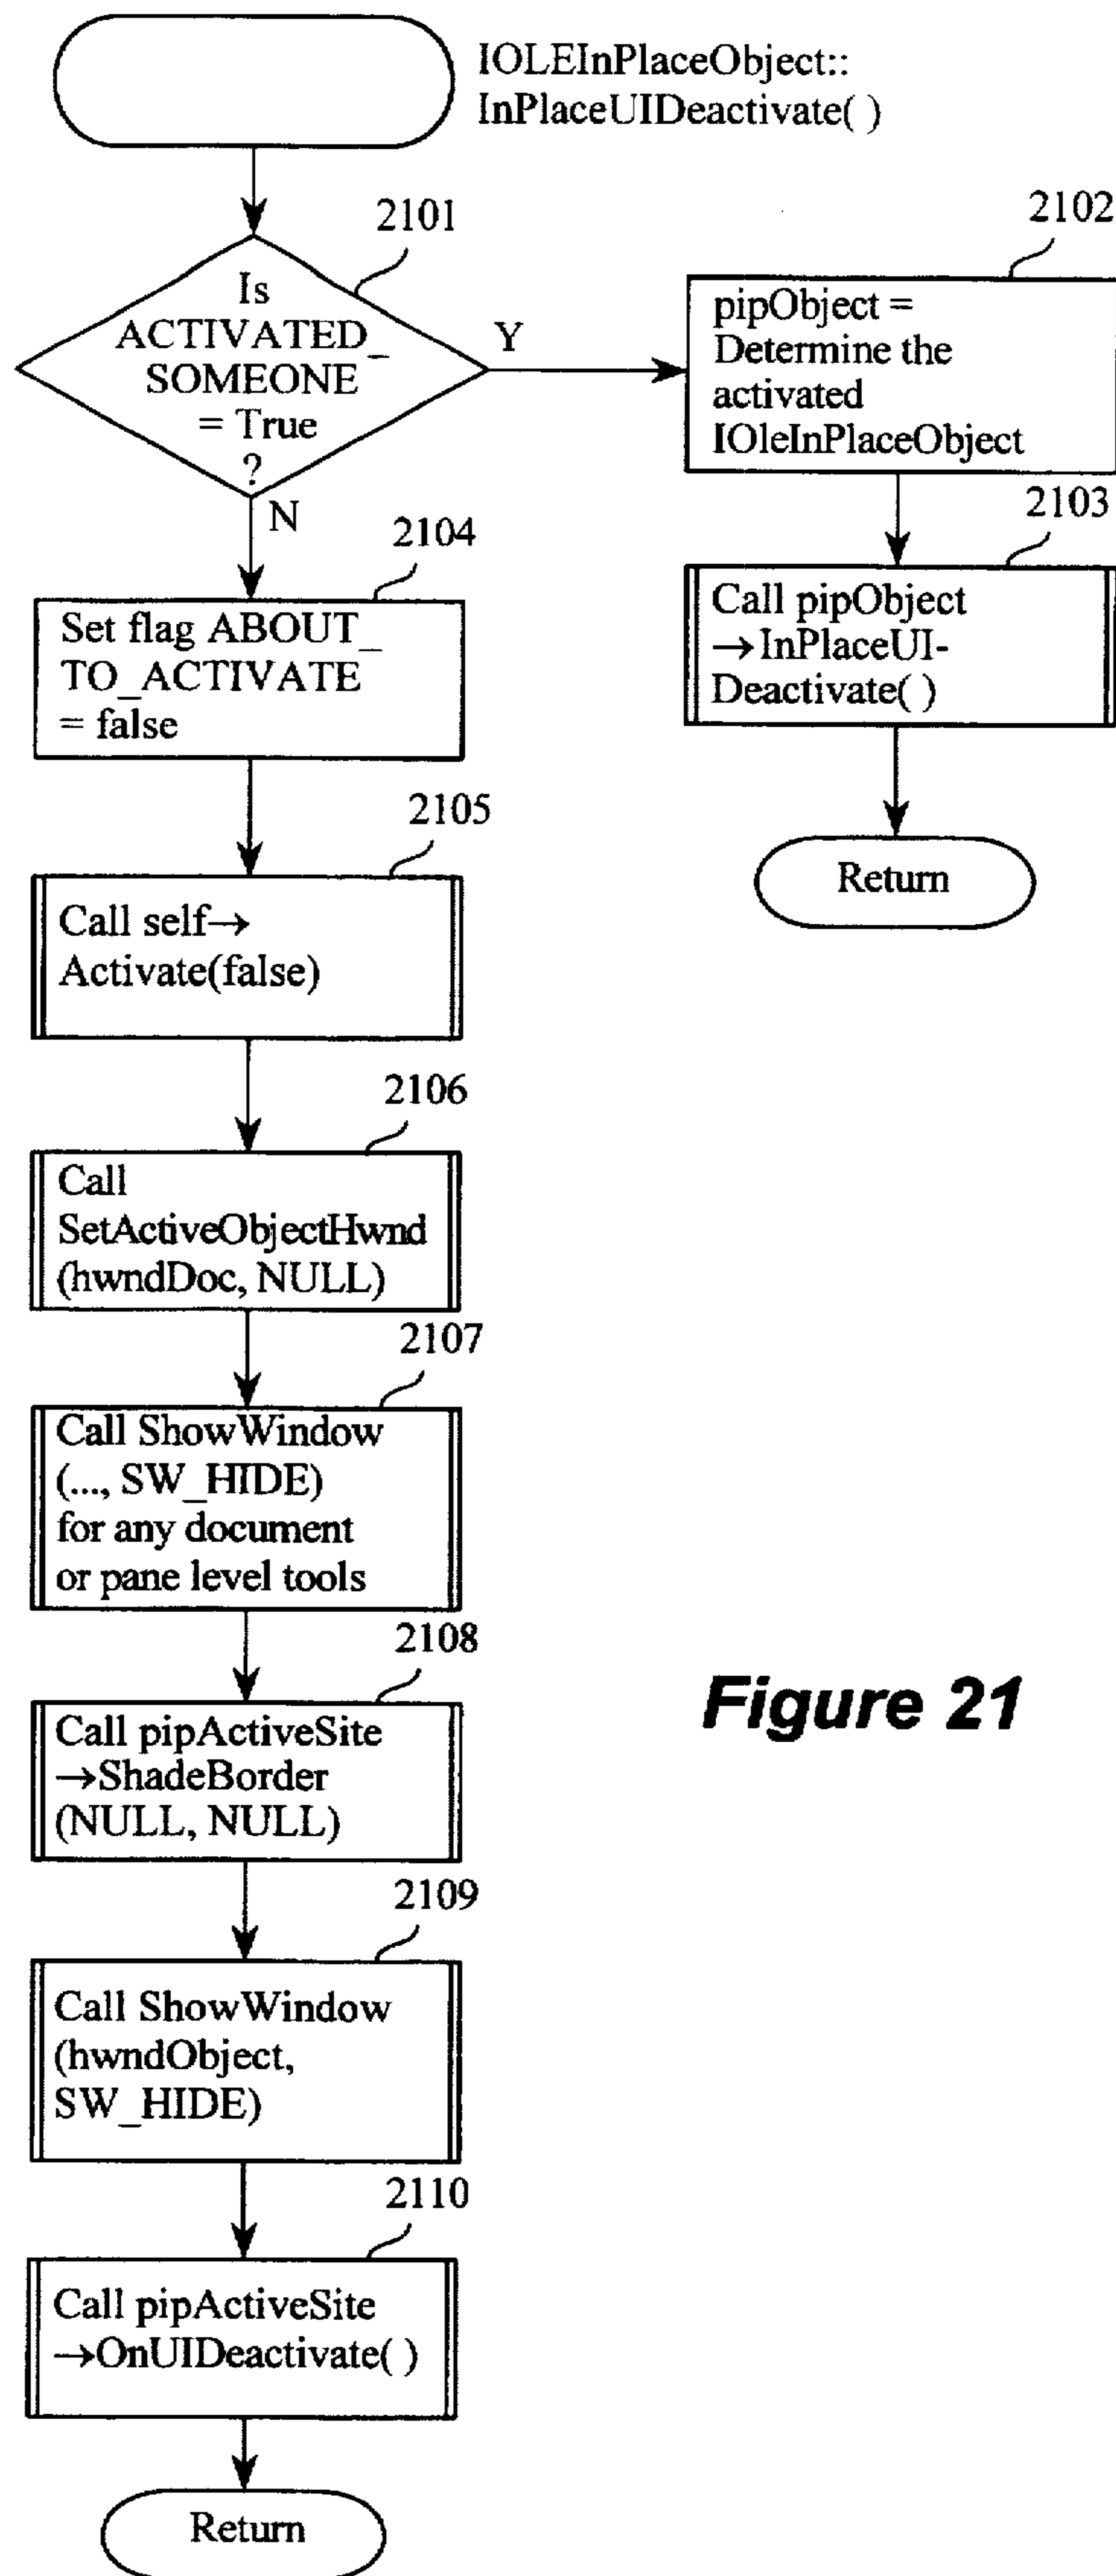 IOLEInPlaceObject::
InPlaceUIDeactivate( )
2101
Is
ACTIVATED_
SOMEONE
= True
?
Y
N
2102
pipObject =
Determine the
activated
IOleInPlaceObject
2103
Call pipObject
→InPlaceUI-
Deactivate( )
Return
2104
Set flag ABOUT_
TO_ACTIVATE
= false
2105
Call self→
Activate(false)
2106
Call
SetActiveObjectHwnd
(hwndDoc, NULL)
2107
Call ShowWindow
(..., SW_HIDE)
for any document
or pane level tools
2108
Call pipActiveSite
→ShadeBorder
(NULL, NULL)
2109
Call ShowWindow
(hwndObject,
SW_HIDE)
2110
Call pipActiveSite
→OnUIDeactivate( )
Return
Figure 21